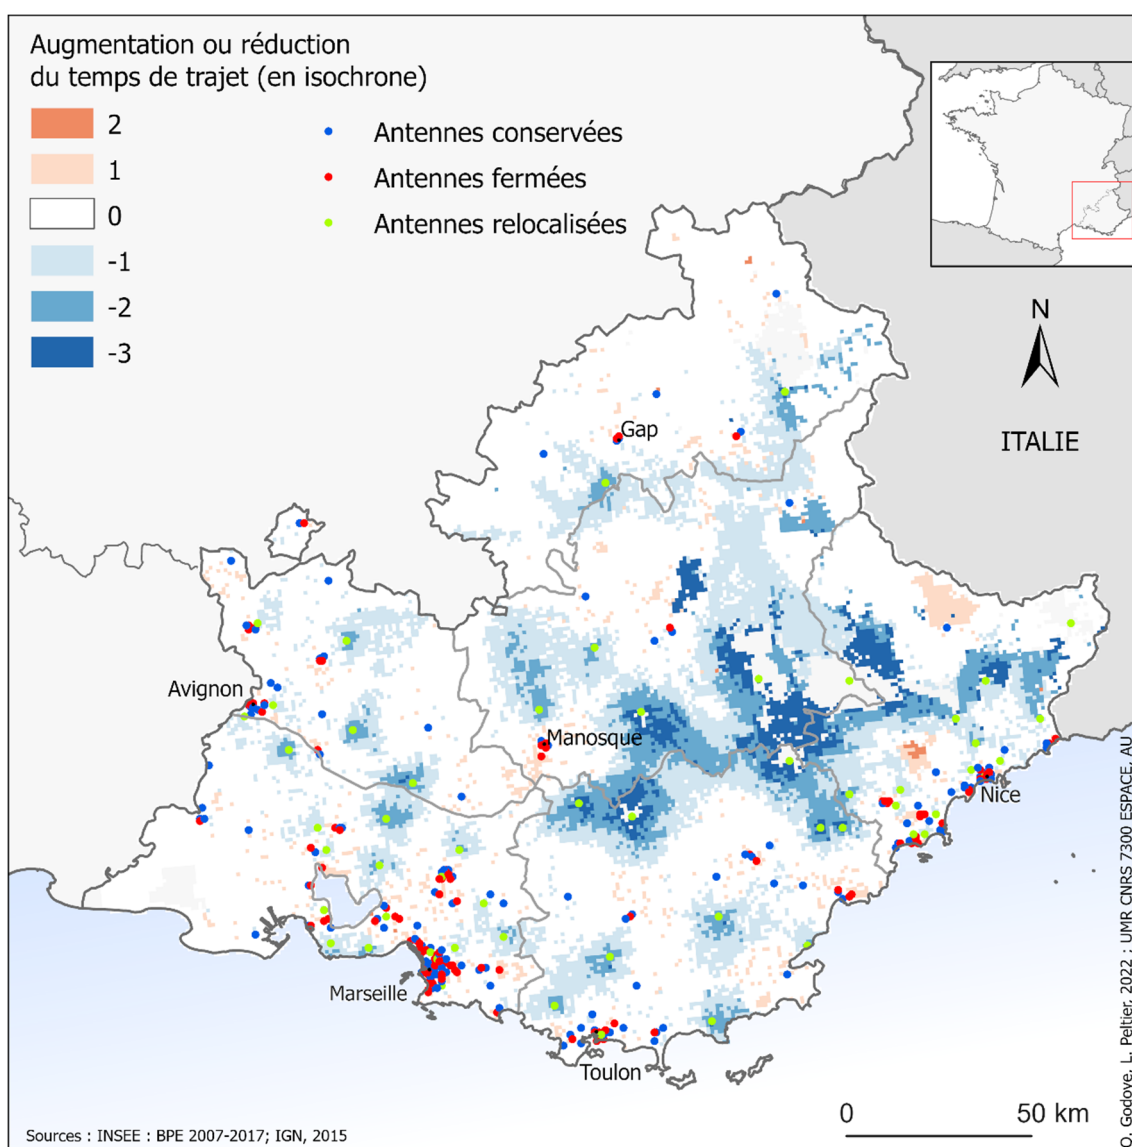 Augmentation ou réduction
du temps de trajet (en isochrone)
2
1
0
-1
-2
-3
Antennes conservées
Antennes fermées
Antennes relocalisées
N
ITALIE
Gap
Avignon
Manosque
Nice
Marseille
Toulon
0 50 km
Sources : INSEE : BPE 2007-2017; IGN, 2015
O. Godoye, L. Peltier, 2022 ; UMR CNRS 7300 ESPACE, AU